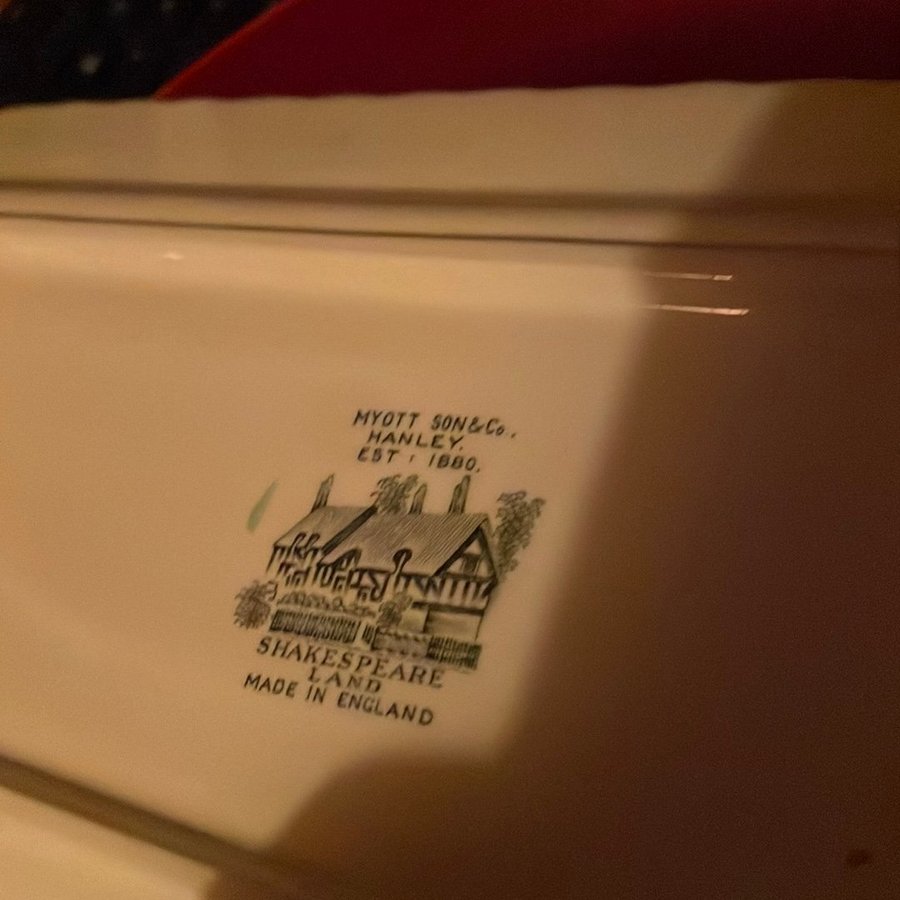 MYOTT SON & Co.,
HANLEY.
EST: 1880.
SHAKESPEARE
LAND
MADE IN ENGLAND